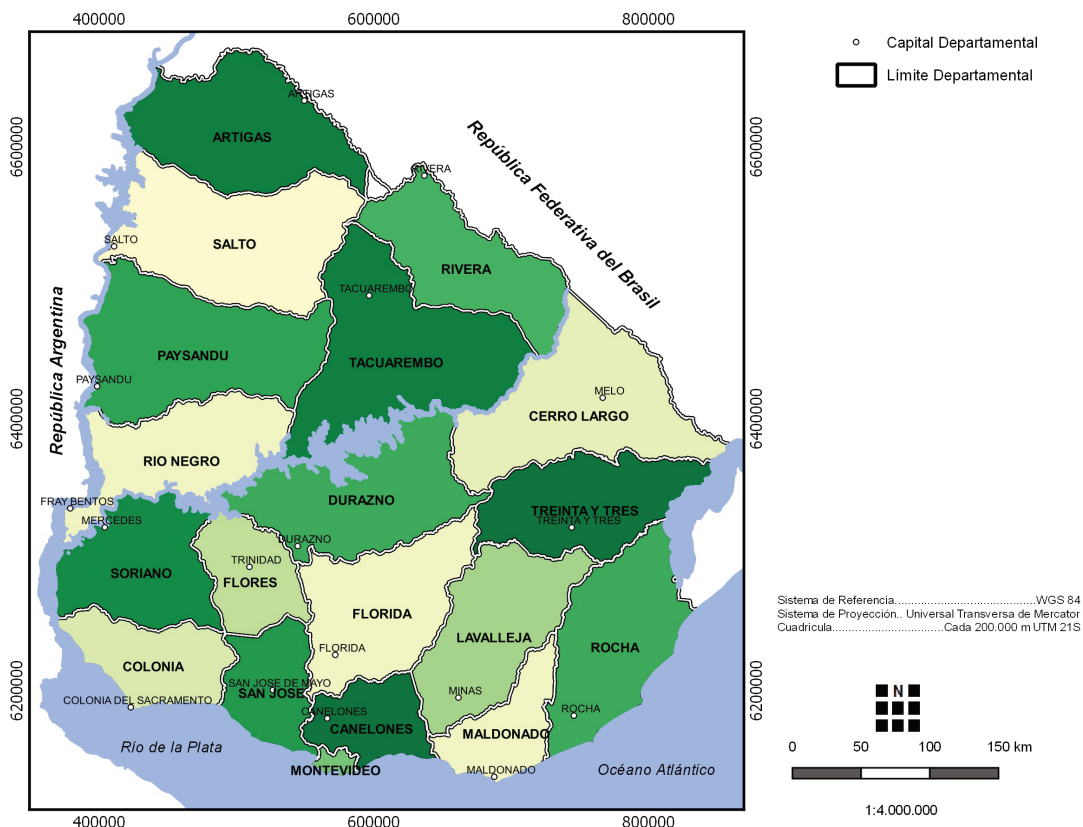 400000 600000 800000
Capital Departamental
Límite Departamental
ARTIGAS
ARTIGAS
6600000
6600000
República Federativa del Brasil
RIVERA
SALTO
SALTO
RIVERA
TACUAREMBO
República Argentina
PAYSANDU
TACUAREMBO
PAYSANDU
MELO
CERRO LARGO
6400000
6400000
RIO NEGRO
DURAZNO
FRAY BENTOS
MERCEDES
TREINTA Y TRES
TREINTA Y TRES
DURAZNO
TRINIDAD
SORIANO
FLORES
FLORIDA
LAVALLEJA
ROCHA
FLORIDA
COLONIA
SAN JOSE DE MAYO
SAN JOSE
MINAS
COLONIA DEL SACRAMENTO
CANELONES
ROCHA
6200000
6200000
CANELONES
MALDONADO
Río de la Plata
MONTEVIDEO
MALDONADO
Océano Atlántico
400000 600000 800000
Sistema de Referencia.........................................WGS 84
Sistema de Proyección.. Universal Transversa de Mercator
Cuadricula.................................Cada 200.000 m UTM 21S
N
0 50 100 150 km
1:4.000.000